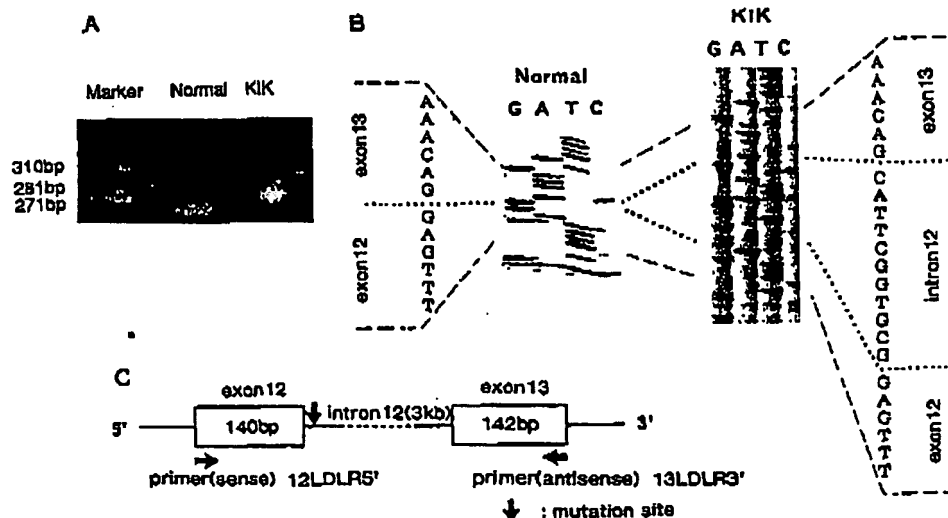 A
Marker Normal KIK
310bp
281bp
271bp
B
exon13
exon12
A
A
A
C
A
G
G
A
G
T
T
T
Normal
G A T C
KIK
G A T C
A
A
A
C
A
G
C
A
T
T
C
G
G
T
G
C
G
G
A
G
T
T
T
exon13
intron12
exon12
C
exon12 exon13
5' 140bp intron12(3kb) 142bp 3'
primer(sense) 12LDLR5' primer(antisense) 13LDLR3'
: mutation site